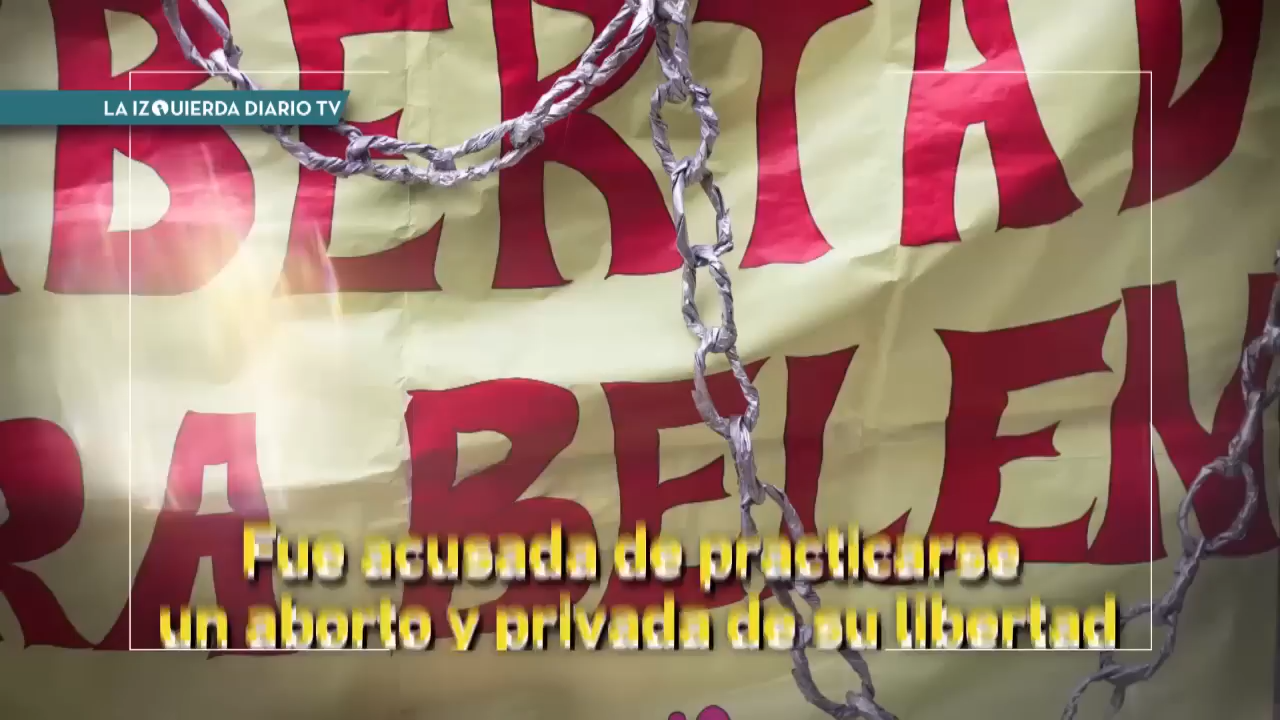 LA IZQUIERDA DIARIO TV
BERTAD
RA BELEN
Fue acusada de practicarse
un aborto y privada de su libertad